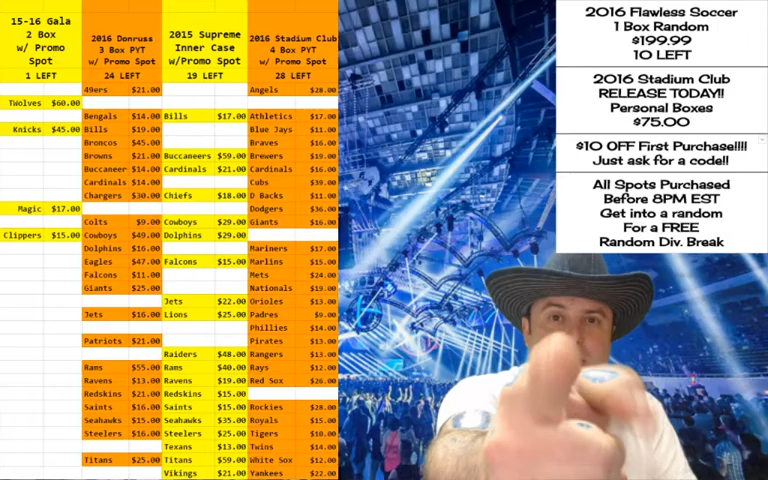 15-16 Gala
2 Box
w/ Promo
Spot
1 LEFT
TWolves $60.00
Knicks $45.00
Magic $17.00
Clippers $15.00
2016 Donruss
3 Box PYT
w/Promo Spot
24 LEFT
49ers $21.00
Bengals $14.00
Bills $19.00
Broncos $45.00
Browns $21.00
Buccaneer $14.00
Cardinals $14.00
Chargers $30.00
Colts $9.00
Cowboys $49.00
Dolphins $16.00
Eagles $47.00
Falcons $11.00
Giants $25.00
Jets $16.00
Patriots $21.00
Rams $55.00
Ravens $13.00
Redskins $21.00
Saints $16.00
Seahawks $15.00
Steelers $16.00
Titans $25.00
2015 Supreme
Inner Case
w/Promo Spot
19 LEFT
Bills $17.00
Buccaneers $59.00
Cardinals $21.00
Chiefs $18.00
Cowboys $29.00
Dolphins $29.00
Falcons $15.00
Jets $22.00
Lions $25.00
Raiders $48.00
Rams $40.00
Ravens $19.00
Redskins $15.00
Saints $15.00
Seahawks $35.00
Steelers $25.00
Texans $13.00
Titans $59.00
Vikings $21.00
2016 Stadium Club
4 Box PYT
w/Promo Spot
28 LEFT
Angels $28.00
Athletics $17.00
Blue Jays $11.00
Braves $16.00
Brewers $19.00
Cardinals $16.00
Cubs $39.00
D Backs $11.00
Dodgers $36.00
Giants $16.00
Mariners $17.00
Marlins $15.00
Mets $24.00
Nationals $19.00
Orioles $13.00
Padres $9.00
Phillies $14.00
Pirates $13.00
Rangers $13.00
Rays $12.00
Red Sox $26.00
Rockies $28.00
Royals $15.00
Tigers $10.00
Twins $14.00
White Sox $12.00
Yankees $22.00
2016 Flawless Soccer
1 Box Random
$199.99
10 LEFT
2016 Stadium Club
RELEASE TODAY!!
Personal Boxes
$75.00
$10 OFF First Purchase!!!!
Just ask for a code!!
All Spots Purchased
Before 8PM EST
Get into a random
For a FREE
Random Div. Break